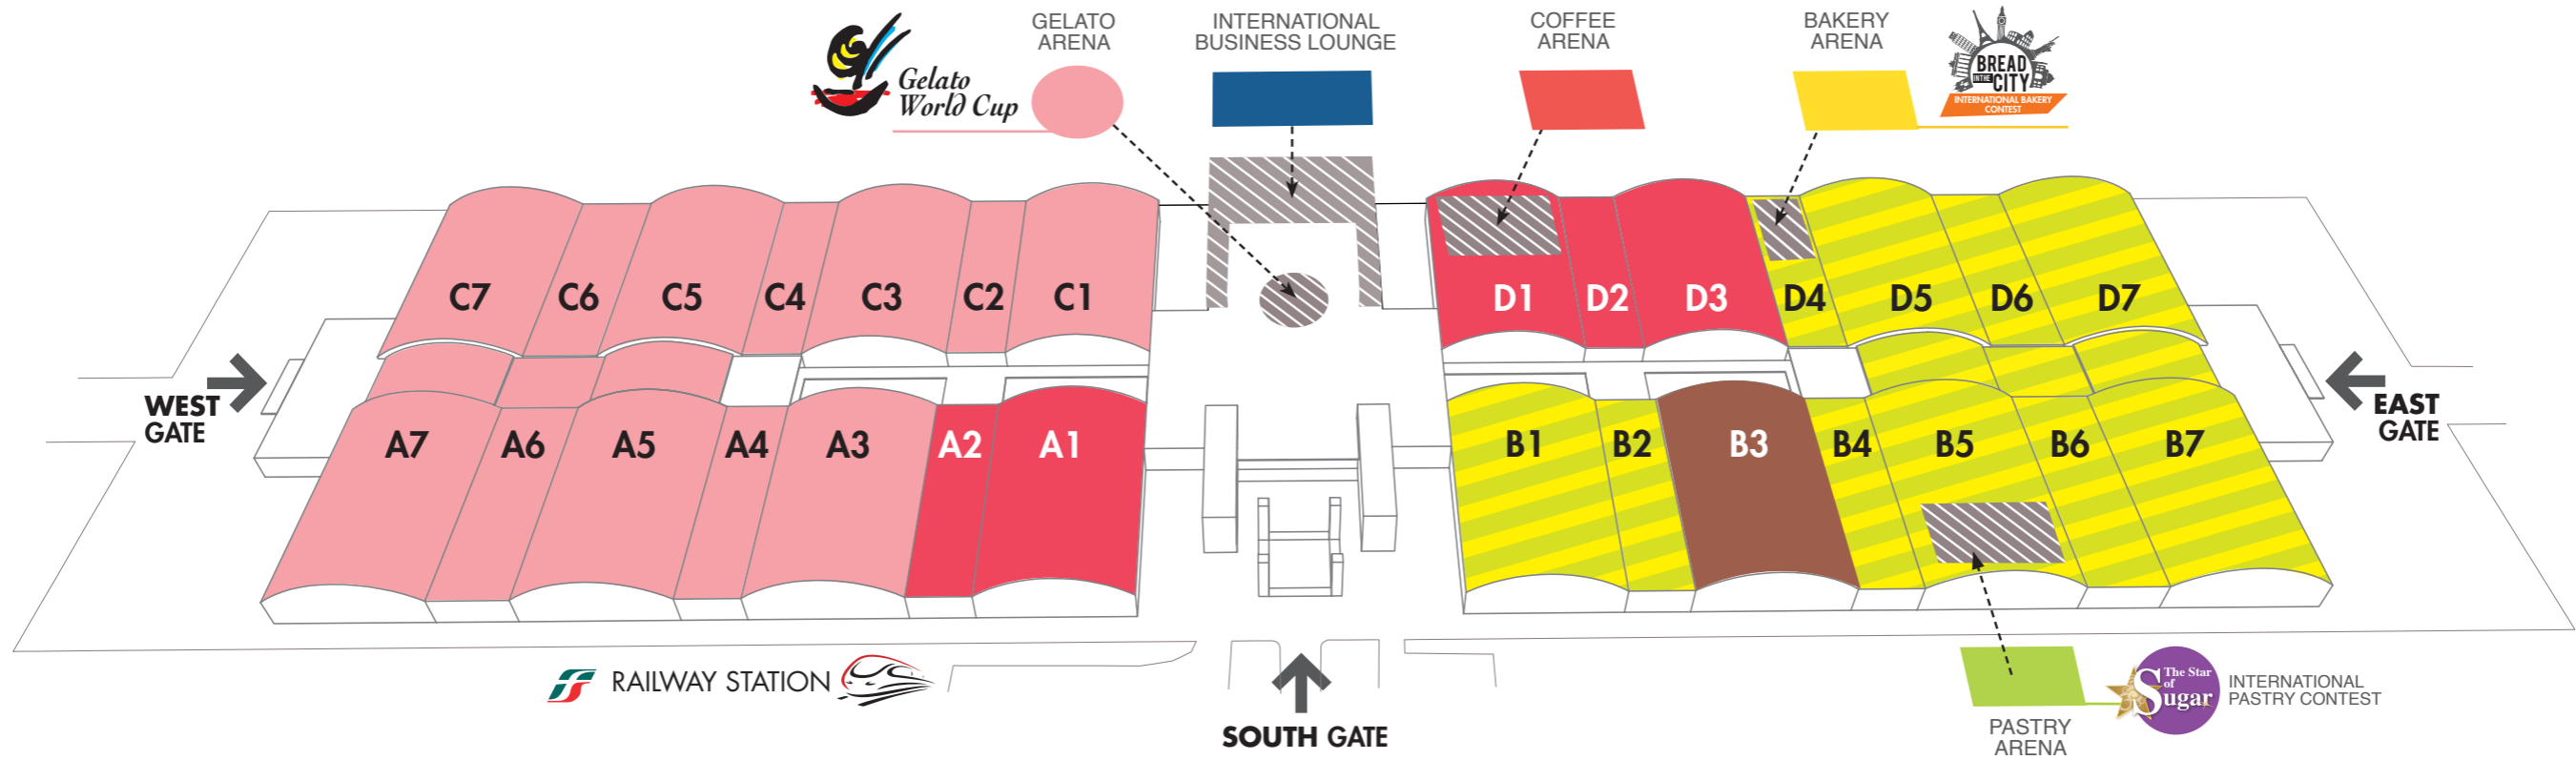 Gelato
World Cup
GELATO
ARENA
INTERNATIONAL
BUSINESS LOUNGE
COFFEE
ARENA
BAKERY
ARENA
BREAD
IN THE
CITY
INTERNATIONAL BAKERY
CONTEST
C7 C6 C5 C4 C3 C2 C1
D1 D2 D3 D4 D5 D6 D7
WEST
GATE
EAST
GATE
A7 A6 A5 A4 A3 A2 A1
B1 B2 B3 B4 B5 B6 B7
RAILWAY STATION
SOUTH GATE
PASTRY
ARENA
The Star
of
Sugar
INTERNATIONAL
PASTRY CONTEST